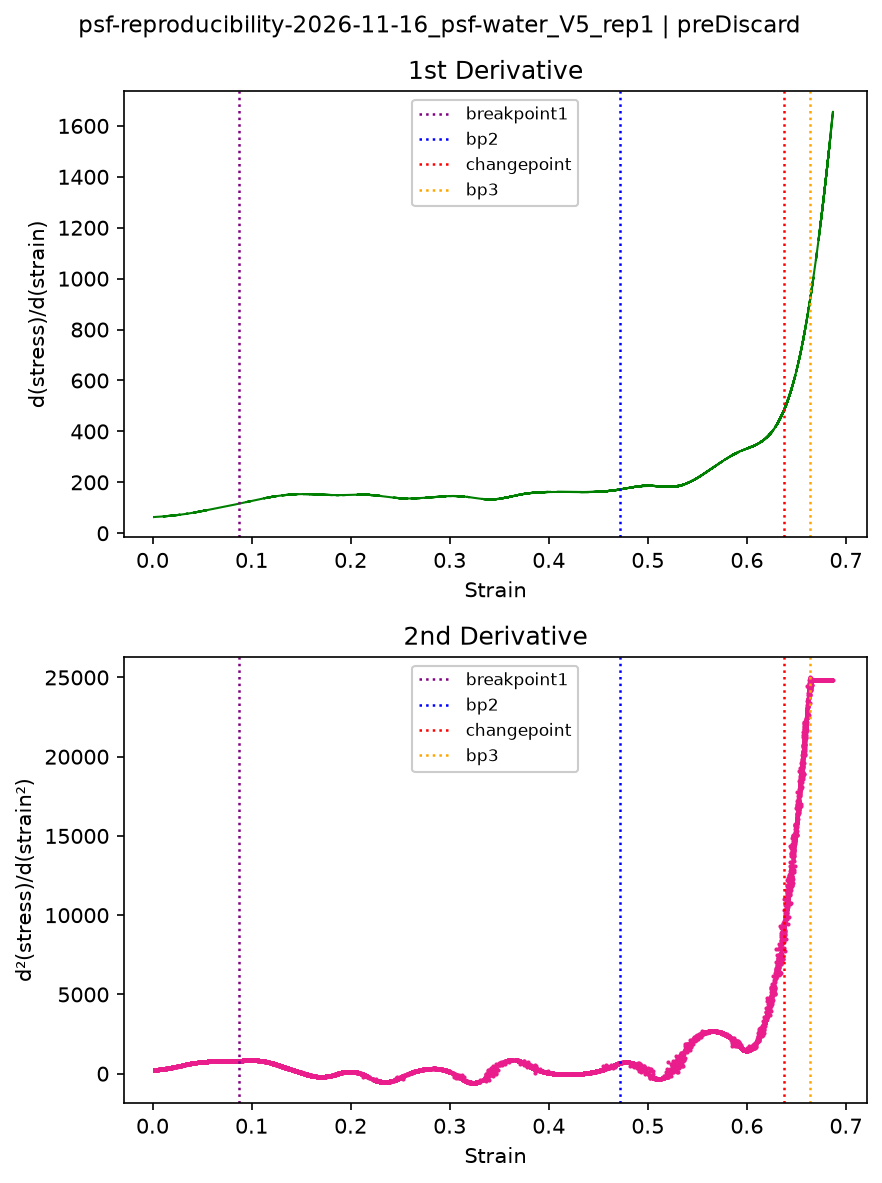 psf-reproducibility-2026-11-16_psf-water_V5_rep1 | preDiscard
1st Derivative
breakpoint1
bp2
changepoint
bp3
d(stress)/d(strain)
1600
1400
1200
1000
800
600
400
200
0
0.0 0.1 0.2 0.3 0.4 0.5 0.6 0.7
Strain
2nd Derivative
breakpoint1
bp2
changepoint
bp3
d²(stress)/d(strain²)
25000
20000
15000
10000
5000
0
0.0 0.1 0.2 0.3 0.4 0.5 0.6 0.7
Strain